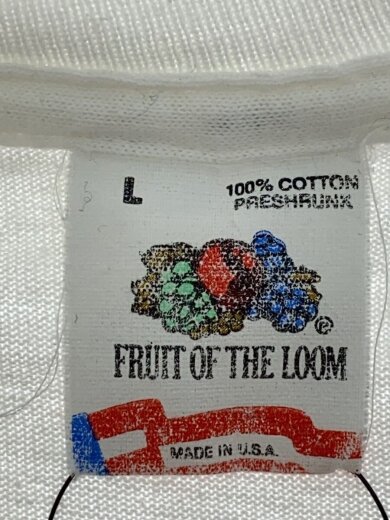 L
100% COTTON
PRESHRUNK
®
FRUIT OF THE LOOM
MADE IN U.S.A.